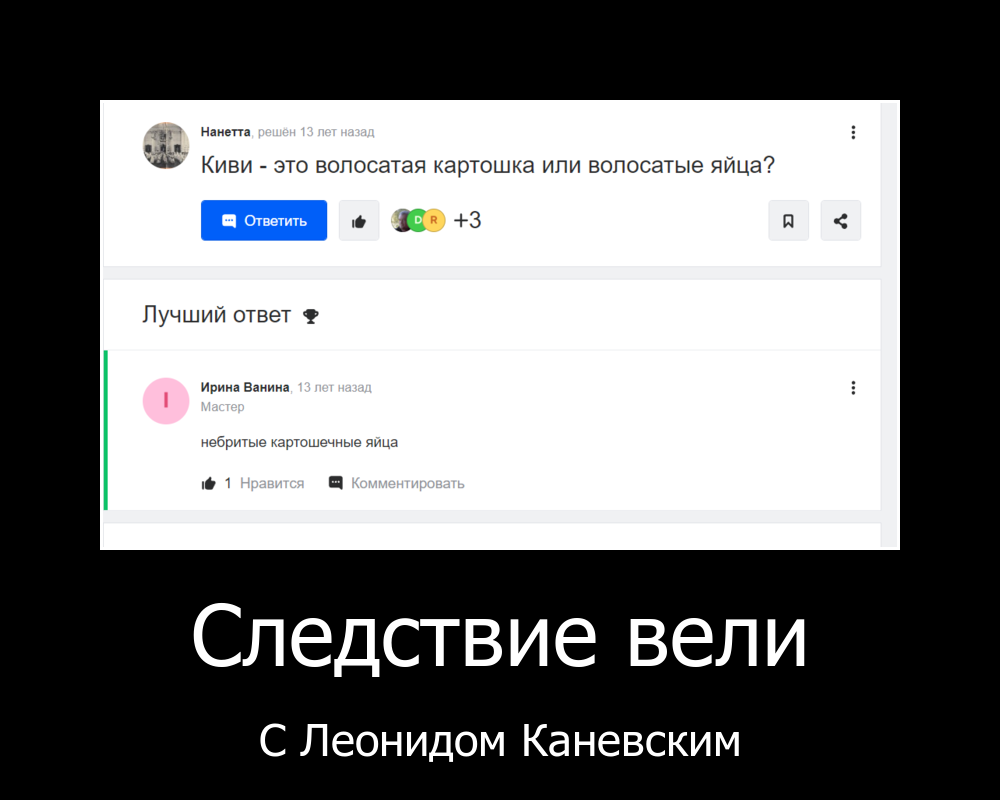 Нанетта, решён 13 лет назад
Киви - это волосатая картошка или волосатые яйца?
Ответить
D R +3
Лучший ответ
I
Ирина Ванина, 13 лет назад
Мастер
небритые картошечные яйца
1 Нравится Комментировать
Следствие вели
С Леонидом Каневским